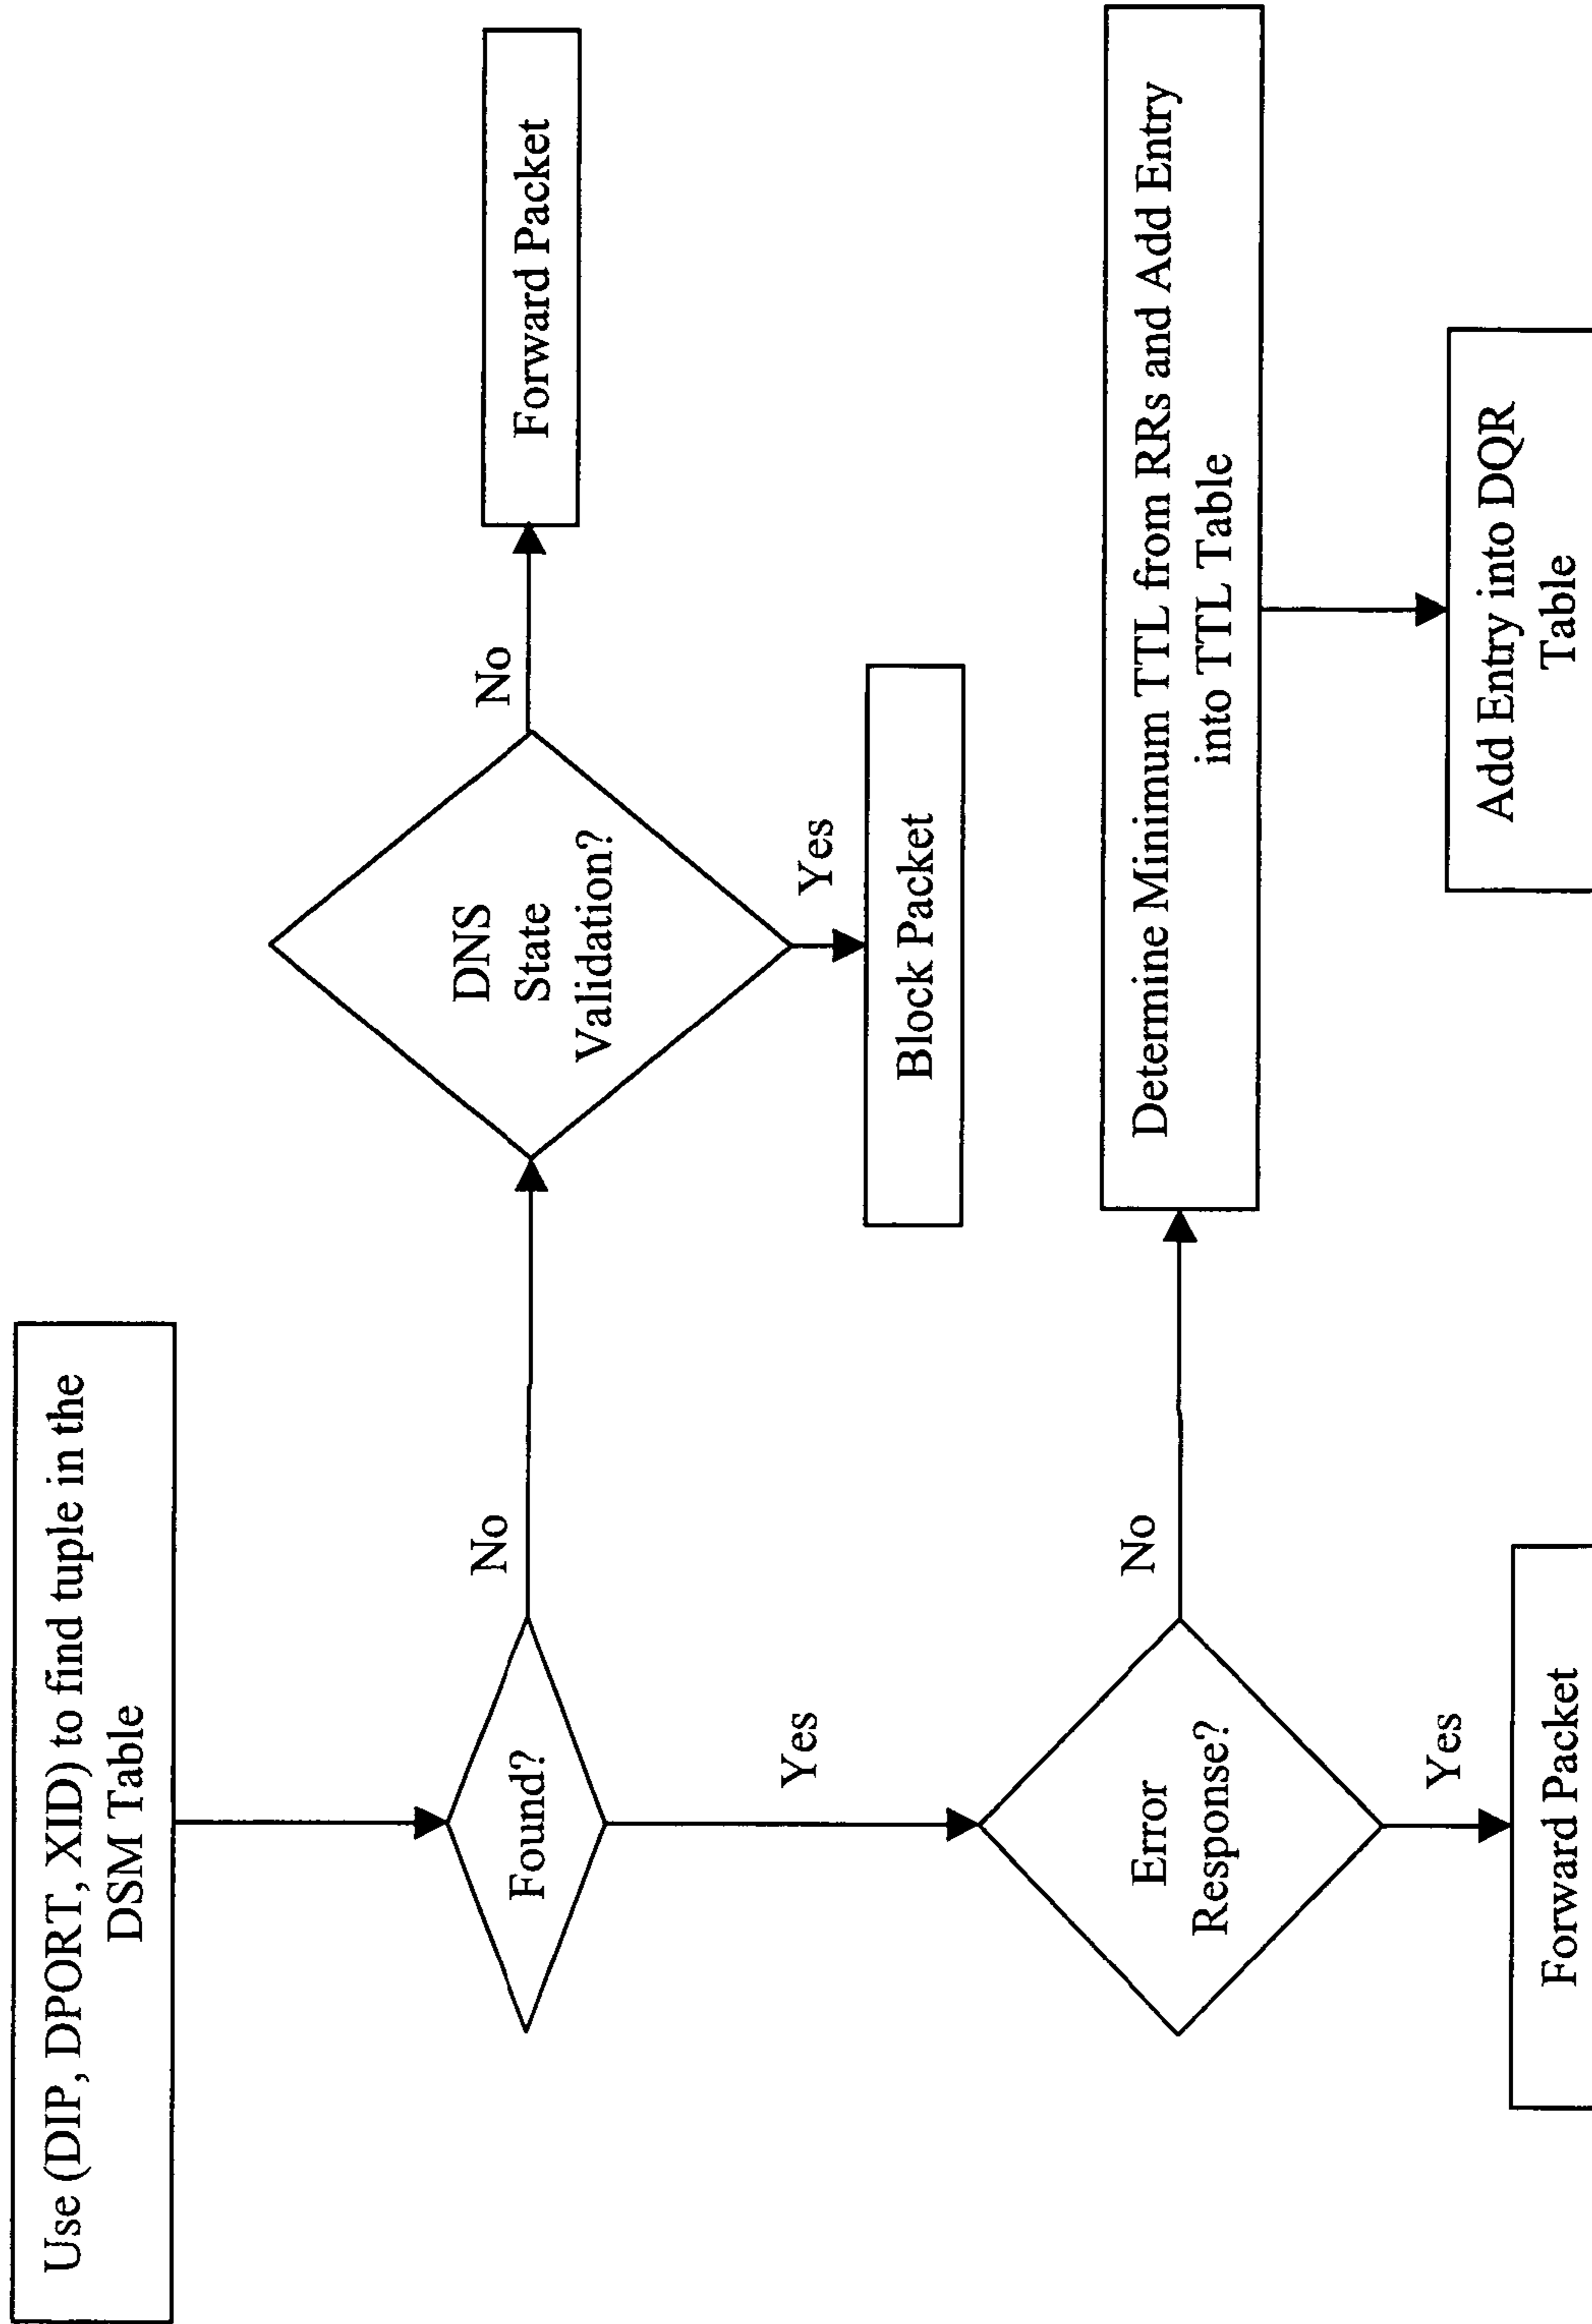 Use (DIP, DPORT, XID) to find tuple in the
DSM Table
Found?
No
DNS
State
Validation?
No
Forward Packet
Yes
Block Packet
Yes
Error
Response?
No
Determine Minimum TTL from RRs and Add Entry
into TTL Table
Add Entry into DQR
Table
Yes
Forward Packet